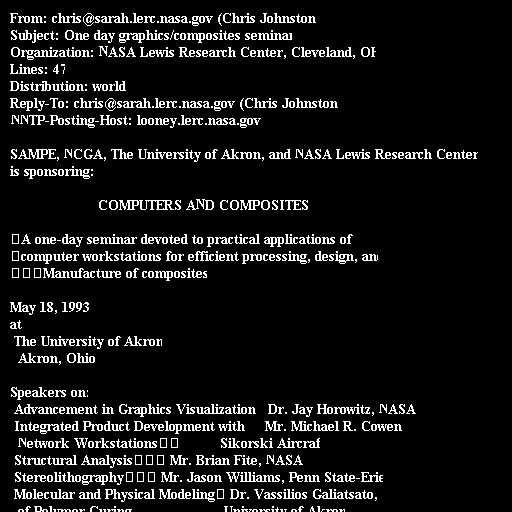 From: chris@sarah.lerc.nasa.gov (Chris Johnston
Subject: One day graphics/composites seminar
Organization: NASA Lewis Research Center, Cleveland, OH
Lines: 47
Distribution: world
Reply-To: chris@sarah.lerc.nasa.gov (Chris Johnston
NNTP-Posting-Host: looney.lerc.nasa.gov
SAMPE, NCGA, The University of Akron, and NASA Lewis Research Center
is sponsoring:
COMPUTERS AND COMPOSITES
A one-day seminar devoted to practical applications of
computer workstations for efficient processing, design, and
Manufacture of composites
May 18, 1993
at
The University of Akron
Akron, Ohio
Speakers on:
Advancement in Graphics Visualization Dr. Jay Horowitz, NASA
Integrated Product Development with Mr. Michael R. Cowen
Network Workstations Sikorski Aircraf
Structural Analysis Mr. Brian Fite, NASA
Stereolithography Mr. Jason Williams, Penn State-Erie
Molecular and Physical Modeling Dr. Vassilios Galiatsato,
of Polymer Curing University of Akron